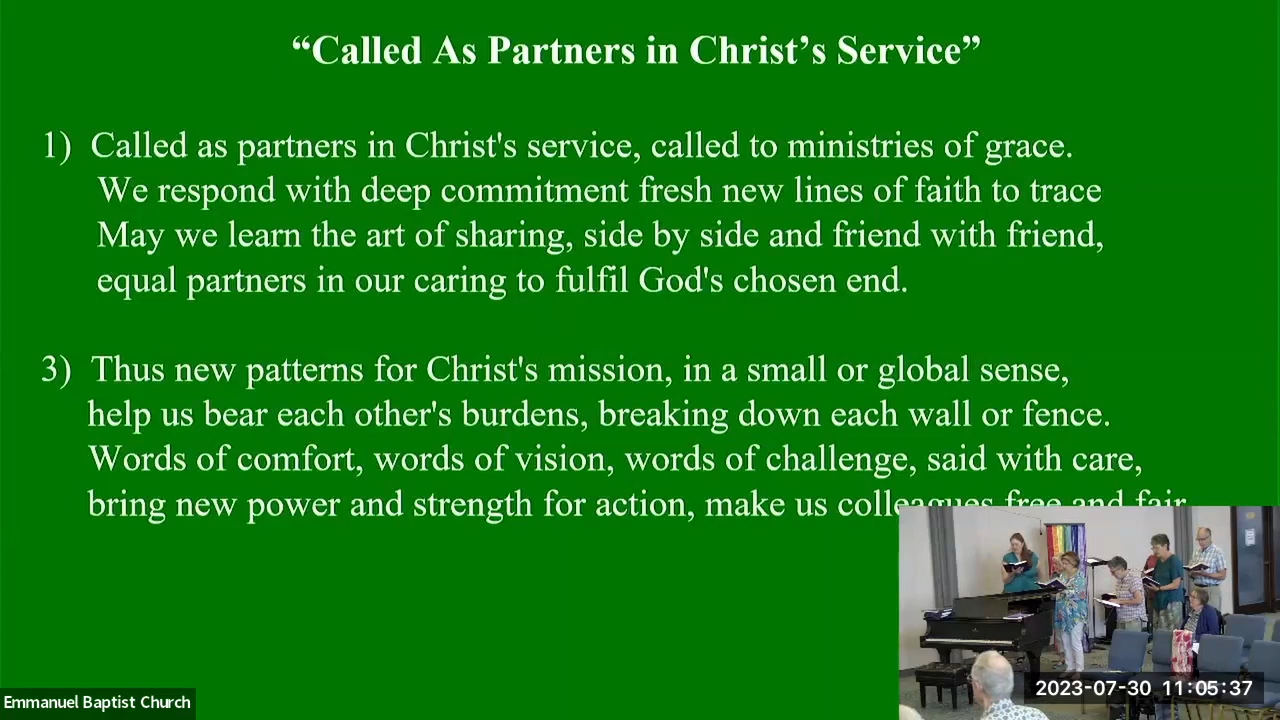 “Called As Partners in Christ’s Service”
1) Called as partners in Christ's service, called to ministries of grace.
We respond with deep commitment fresh new lines of faith to trace
May we learn the art of sharing, side by side and friend with friend,
equal partners in our caring to fulfil God's chosen end.
3) Thus new patterns for Christ's mission, in a small or global sense,
help us bear each other's burdens, breaking down each wall or fence.
Words of comfort, words of vision, words of challenge, said with care,
bring new power and strength for action, make us colleagues free and fair
2023-07-30 11:05:37
Emmanuel Baptist Church